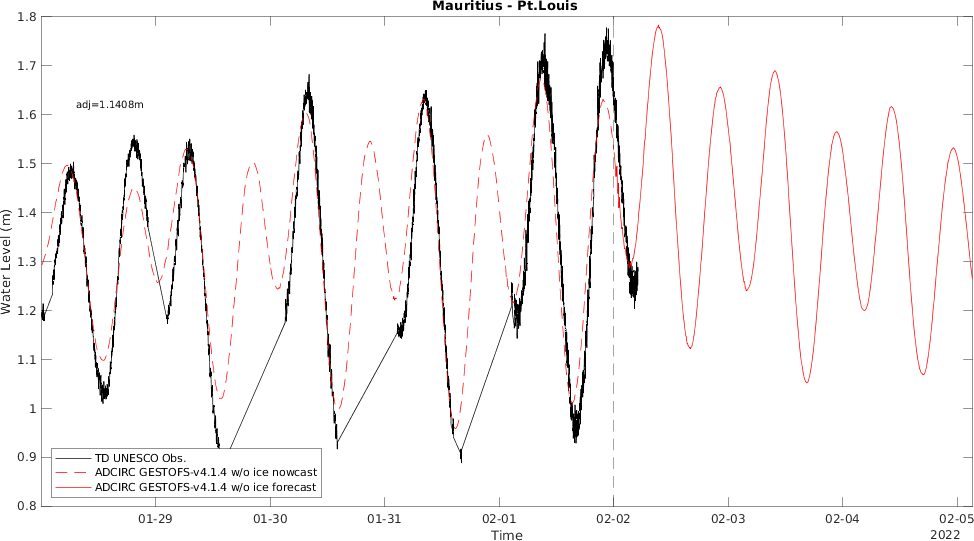 Mauritius - Pt.Louis
1.8
1.7
1.6
1.5
1.4
1.3
1.2
1.1
1
0.9
0.8
Water Level (m)
adj=1.1408m
TD UNESCO Obs.
ADCIRC GESTOFS-v4.1.4 w/o ice nowcast
ADCIRC GESTOFS-v4.1.4 w/o ice forecast
01-29 01-30 01-31 02-01 02-02 02-03 02-04 02-05
Time
2022